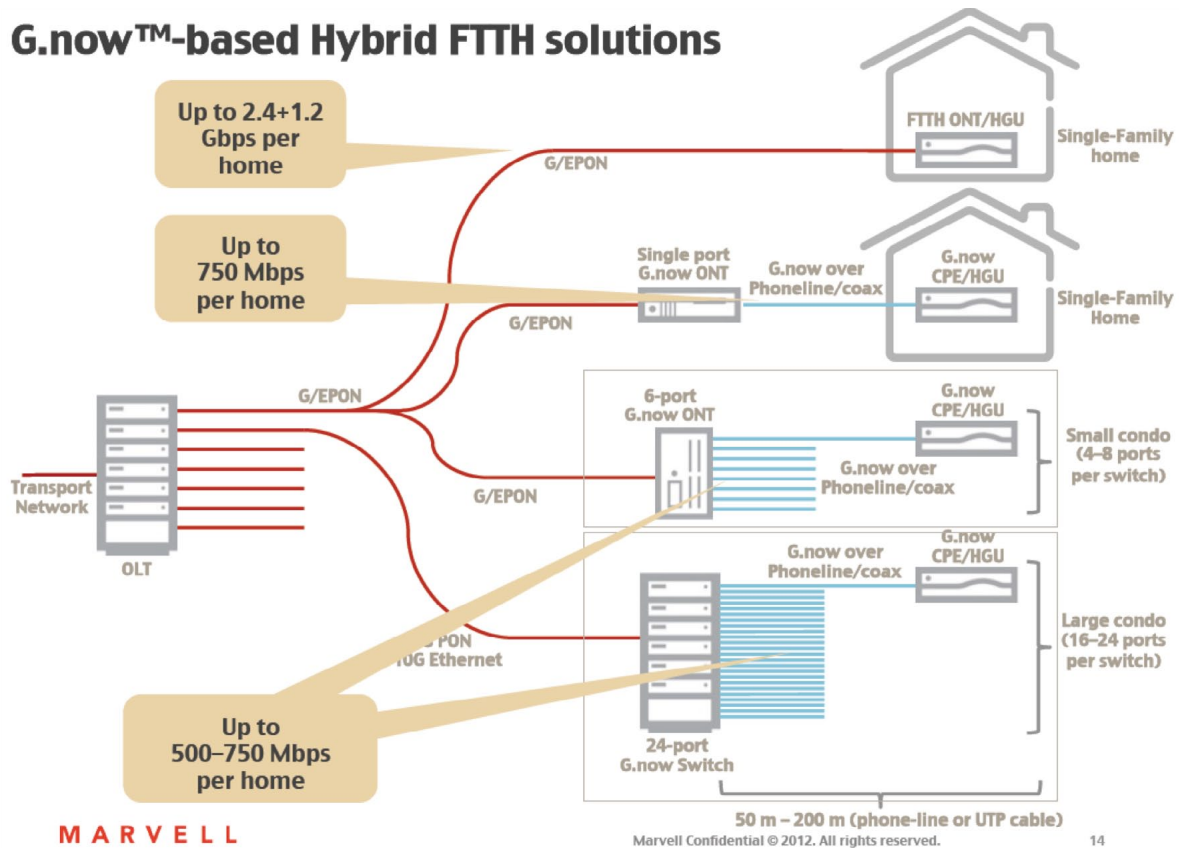 G.now™-based Hybrid FTTH solutions
Up to 2.4+1.2
Gbps per
home
G/EPON
FTTH ONT/HGU
Single-Family
home
Up to
750 Mbps
per home
G/EPON
Single port
G.now ONT
G.now over
Phoneline/coax
G.now
CPE/HGU
Single-Family
Home
G/EPON
Transport
Network
OLT
G/EPON
6-port
G.now ONT
G.now over
Phoneline/coax
G.now
CPE/HGU
Small condo
(4–8 ports
per switch)
PON
10G Ethernet
G.now over
Phoneline/coax
G.now
CPE/HGU
Large condo
(16–24 ports
per switch)
24-port
G.now Switch
Up to
500–750 Mbps
per home
50 m – 200 m (phone-line or UTP cable)
MARVELL
Marvell Confidential © 2012. All rights reserved.
14